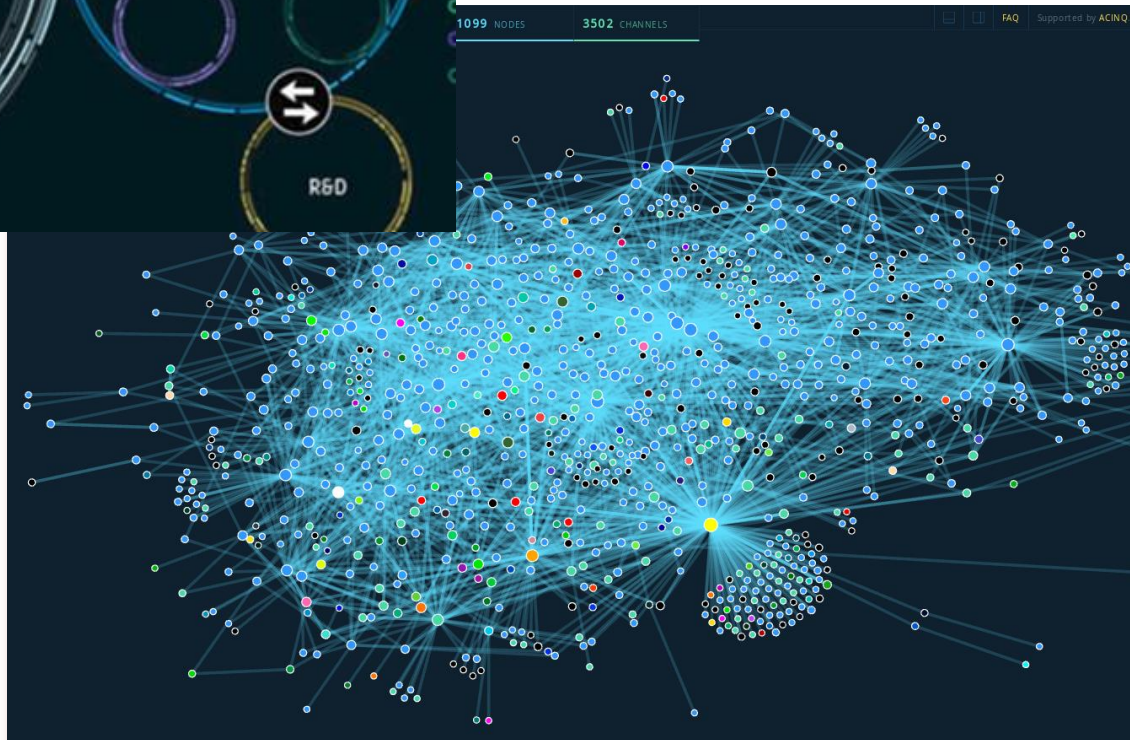 1099 NODES
3502 CHANNELS
FAQ
Supported by ACINQ
R&D